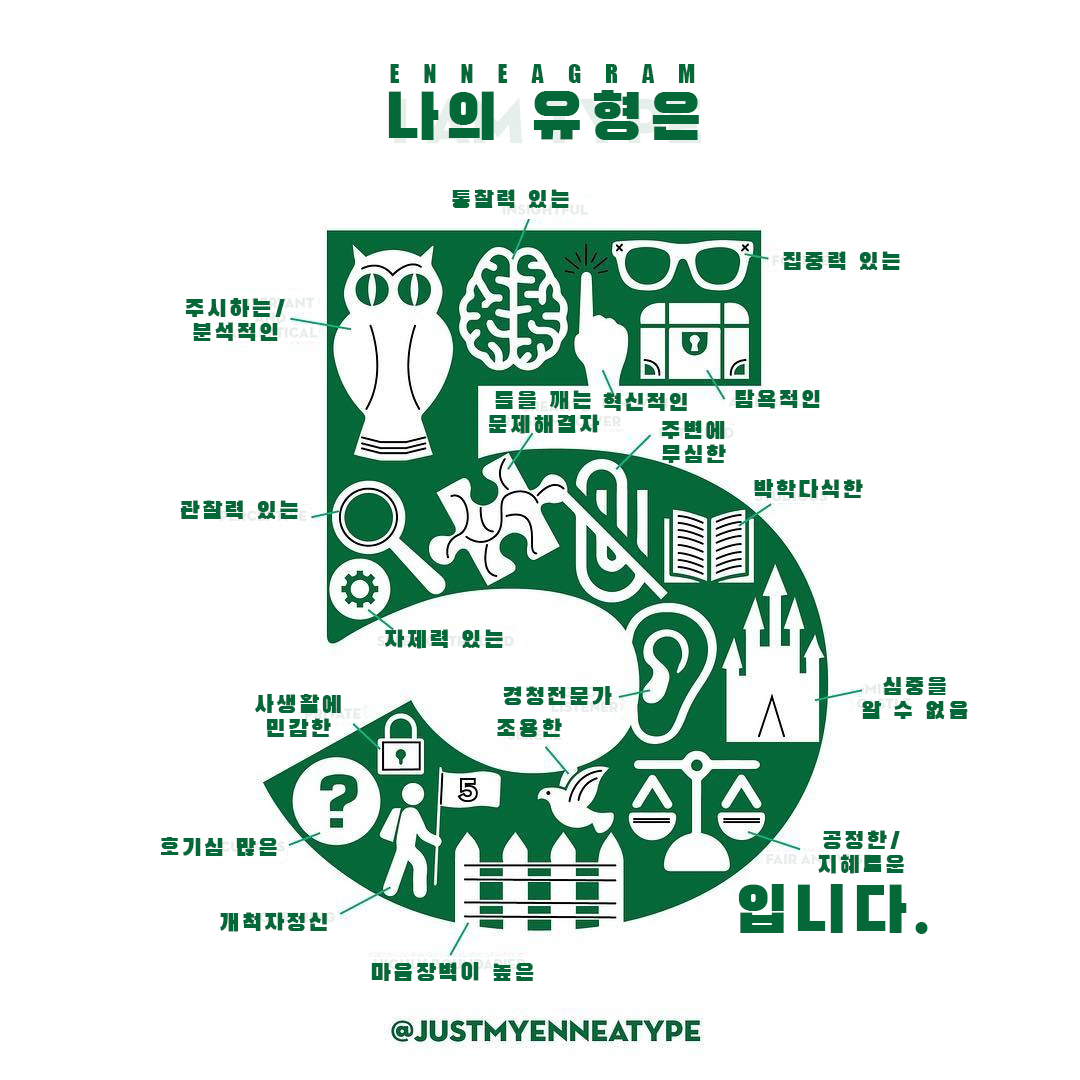 ENNEAGRAM
나의 유형은
통찰력 있는
집중력 있는
주시하는/
분석적인
틀을 깨는
문제해결자
혁신적인
탐욕적인
주변에
무심한
박학다식한
관찰력 있는
자제력 있는
경청전문가
심중을
알 수 없음
사생활에
민감한
조용한
5
?
호기심 많은
공정한/
지혜로운
개척자정신
입니다.
마음장벽이 높은
@JUSTMYENNEATYPE